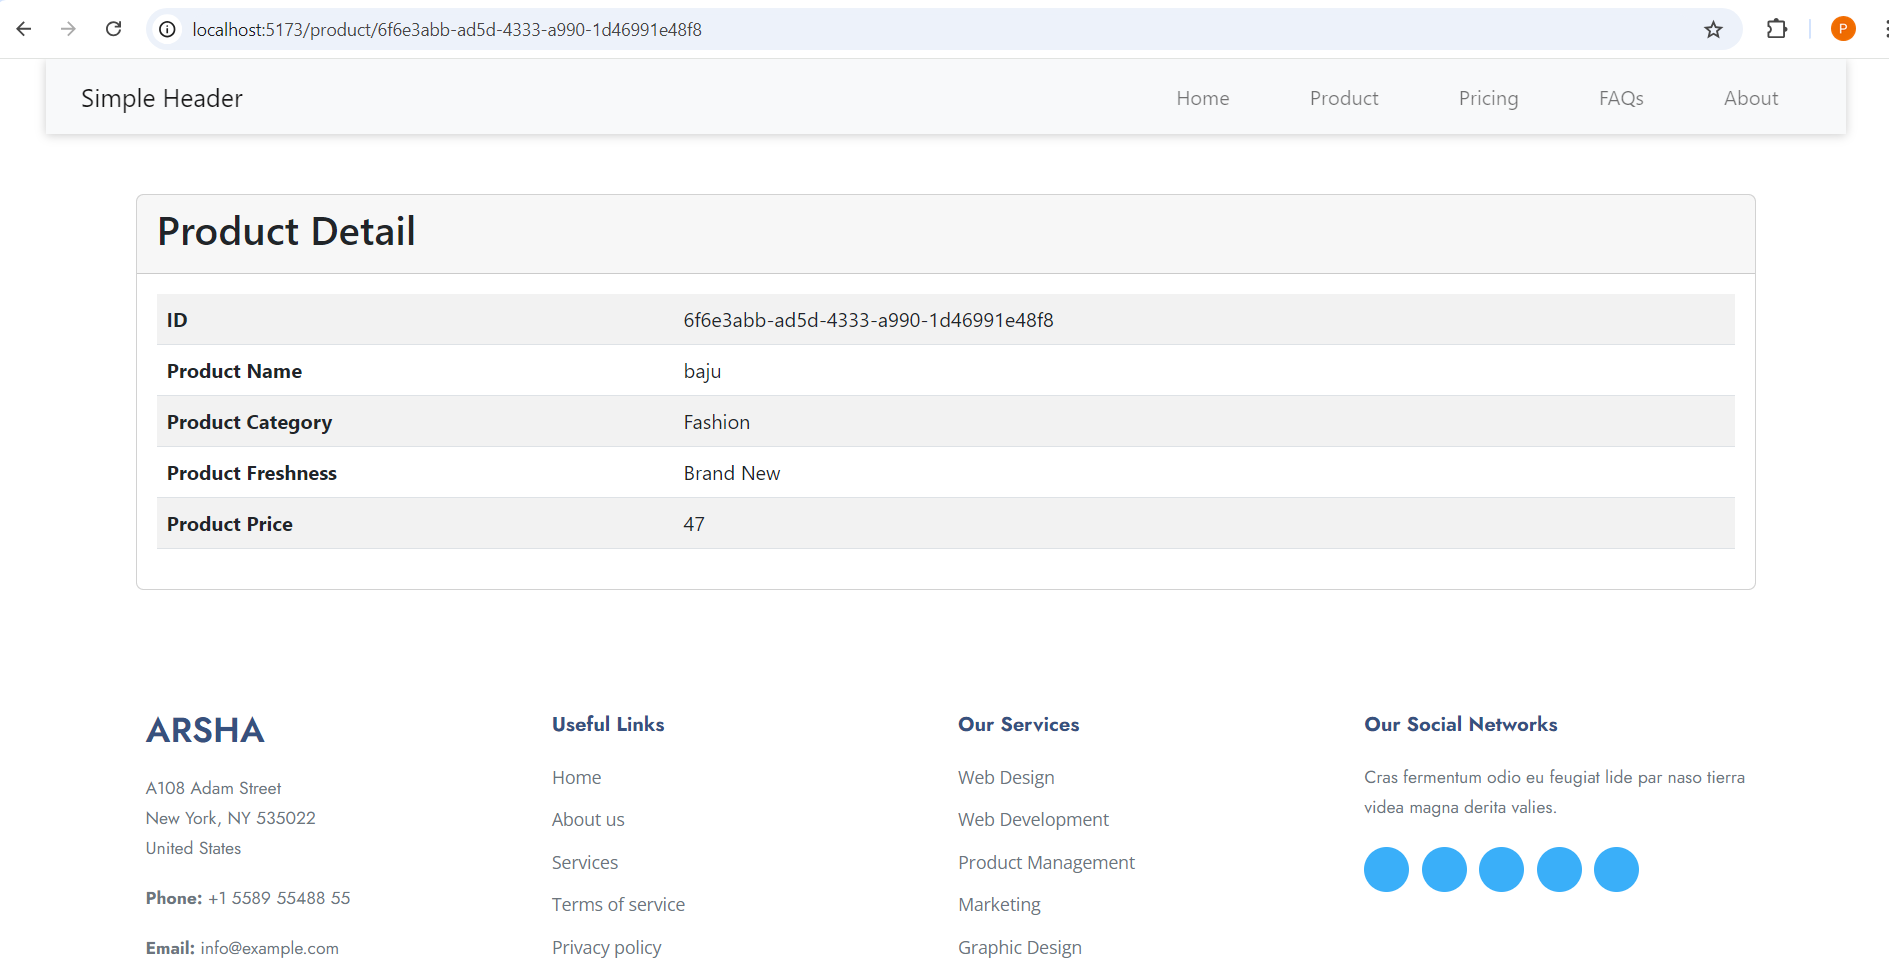 localhost:5173/product/6f6e3abb-ad5d-4333-a990-1d46991e48f8
P
Simple Header
Home
Product
Pricing
FAQs
About
Product Detail
ID 6f6e3abb-ad5d-4333-a990-1d46991e48f8
Product Name baju
Product Category Fashion
Product Freshness Brand New
Product Price 47
ARSHA
A108 Adam Street
New York, NY 535022
United States
Phone: +1 5589 55488 55
Email: info@example.com
Useful Links
Home
About us
Services
Terms of service
Privacy policy
Our Services
Web Design
Web Development
Product Management
Marketing
Graphic Design
Our Social Networks
Cras fermentum odio eu feugiat lide par naso tierra
videa magna derita valies.